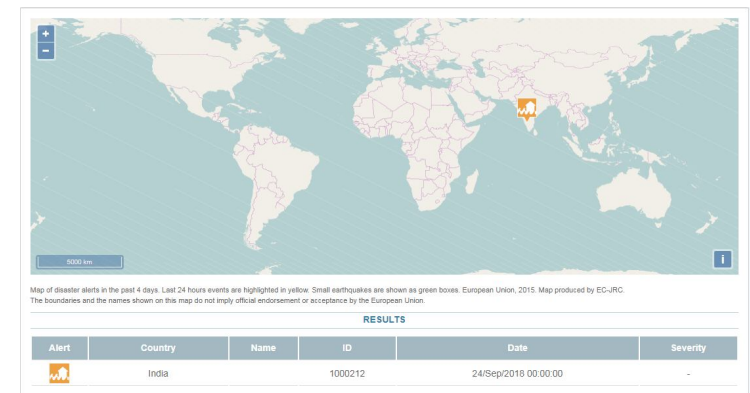 +
−
5000 km
i
Map of disaster alerts in the past 4 days. Last 24 hours events are highlighted in yellow. Small earthquakes are shown as green boxes. European Union, 2015. Map produced by EC-JRC.
The boundaries and the names shown on this map do not imply official endorsement or acceptance by the European Union.
RESULTS
Alert Country Name ID Date Severity
India 1000212 24/Sep/2018 00:00:00 -